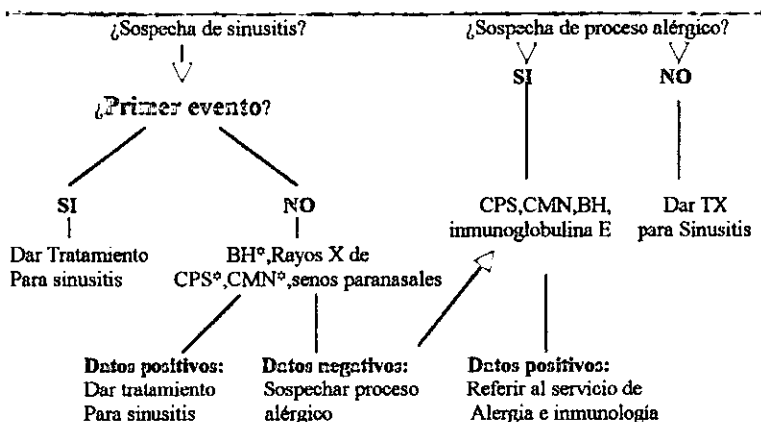 ¿Sospecha de sinusitis?
¿Primer evento?
SI
NO
Dar Tratamiento
Para sinusitis
BH*,Rayos X de
CPS*,CMN*,senos paranasales
Datos positivos:
Dar tratamiento
Para sinusitis
Datos negativos:
Sospechar proceso
alérgico
¿Sospecha de proceso alérgico?
SI
NO
CPS,CMN,BH,
inmunoglobulina E
Dar TX
para Sinusitis
Datos positivos:
Referir al servicio de
Alergia e inmunología